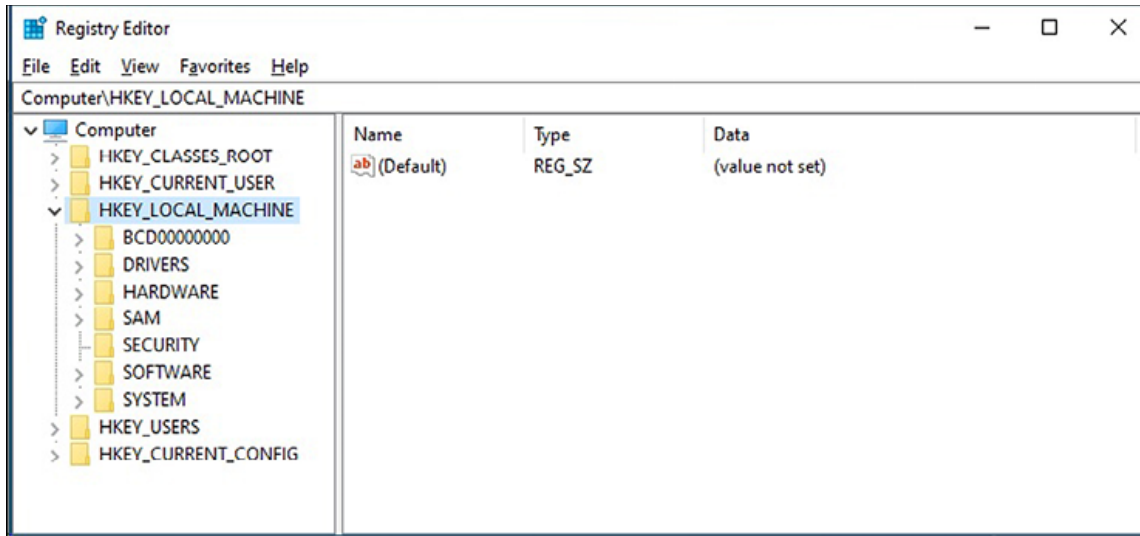 Registry Editor
File Edit View Favorites Help
Computer\HKEY_LOCAL_MACHINE
Computer
HKEY_CLASSES_ROOT
HKEY_CURRENT_USER
HKEY_LOCAL_MACHINE
BCD00000000
DRIVERS
HARDWARE
SAM
SECURITY
SOFTWARE
SYSTEM
HKEY_USERS
HKEY_CURRENT_CONFIG
Name Type Data
ab (Default) REG_SZ (value not set)